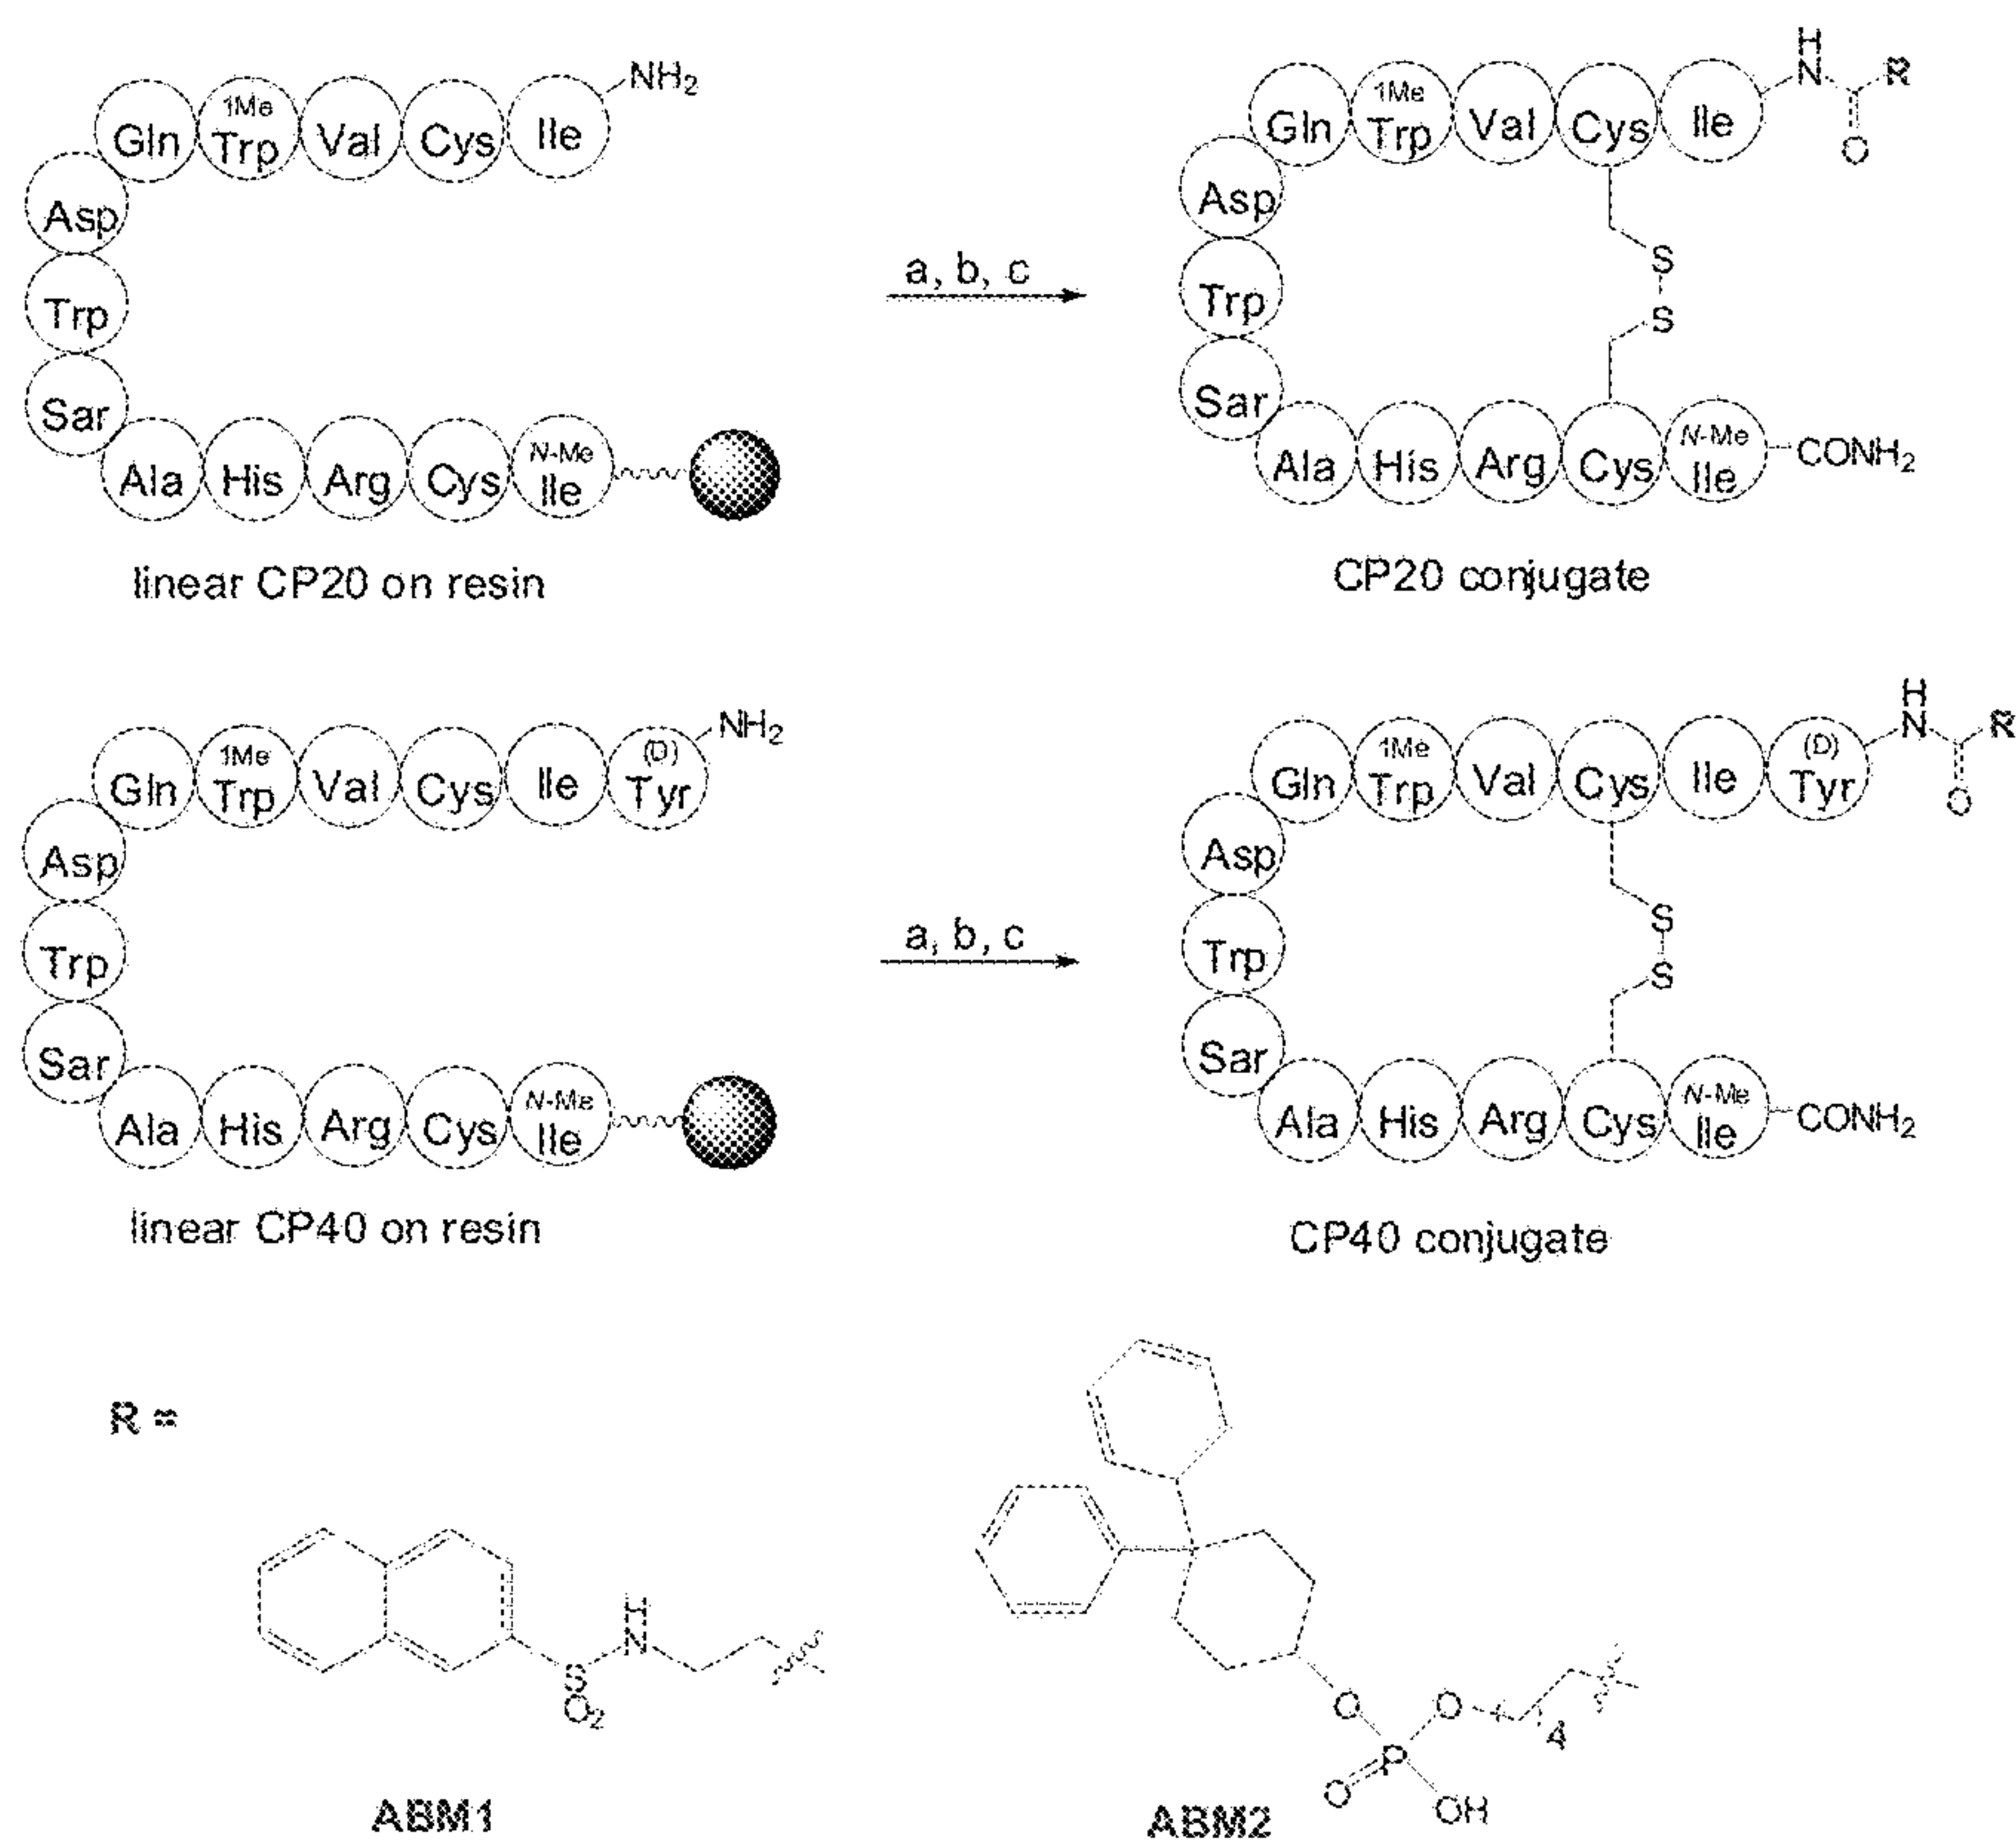 NH2
Gln 1Me Trp Val Cys Ile
Asp
Trp
Sar
Ala His Arg Cys N-Me Ile
linear CP20 on resin
a, b, c
H
N
R
O
Gln 1Me Trp Val Cys Ile
Asp
Trp
Sar
S
S
Ala His Arg Cys N-Me Ile CONH2
CP20 conjugate
NH2
Gln 1Me Trp Val Cys Ile (D) Tyr
Asp
Trp
Sar
Ala His Arg Cys N-Me Ile
linear CP40 on resin
a, b, c
H
N
R
O
Gln 1Me Trp Val Cys Ile (D) Tyr
Asp
Trp
Sar
S
S
Ala His Arg Cys N-Me Ile CONH2
CP40 conjugate
R =
H
N
S
O2
ABM1
O O
4
P
O OH
ABM2